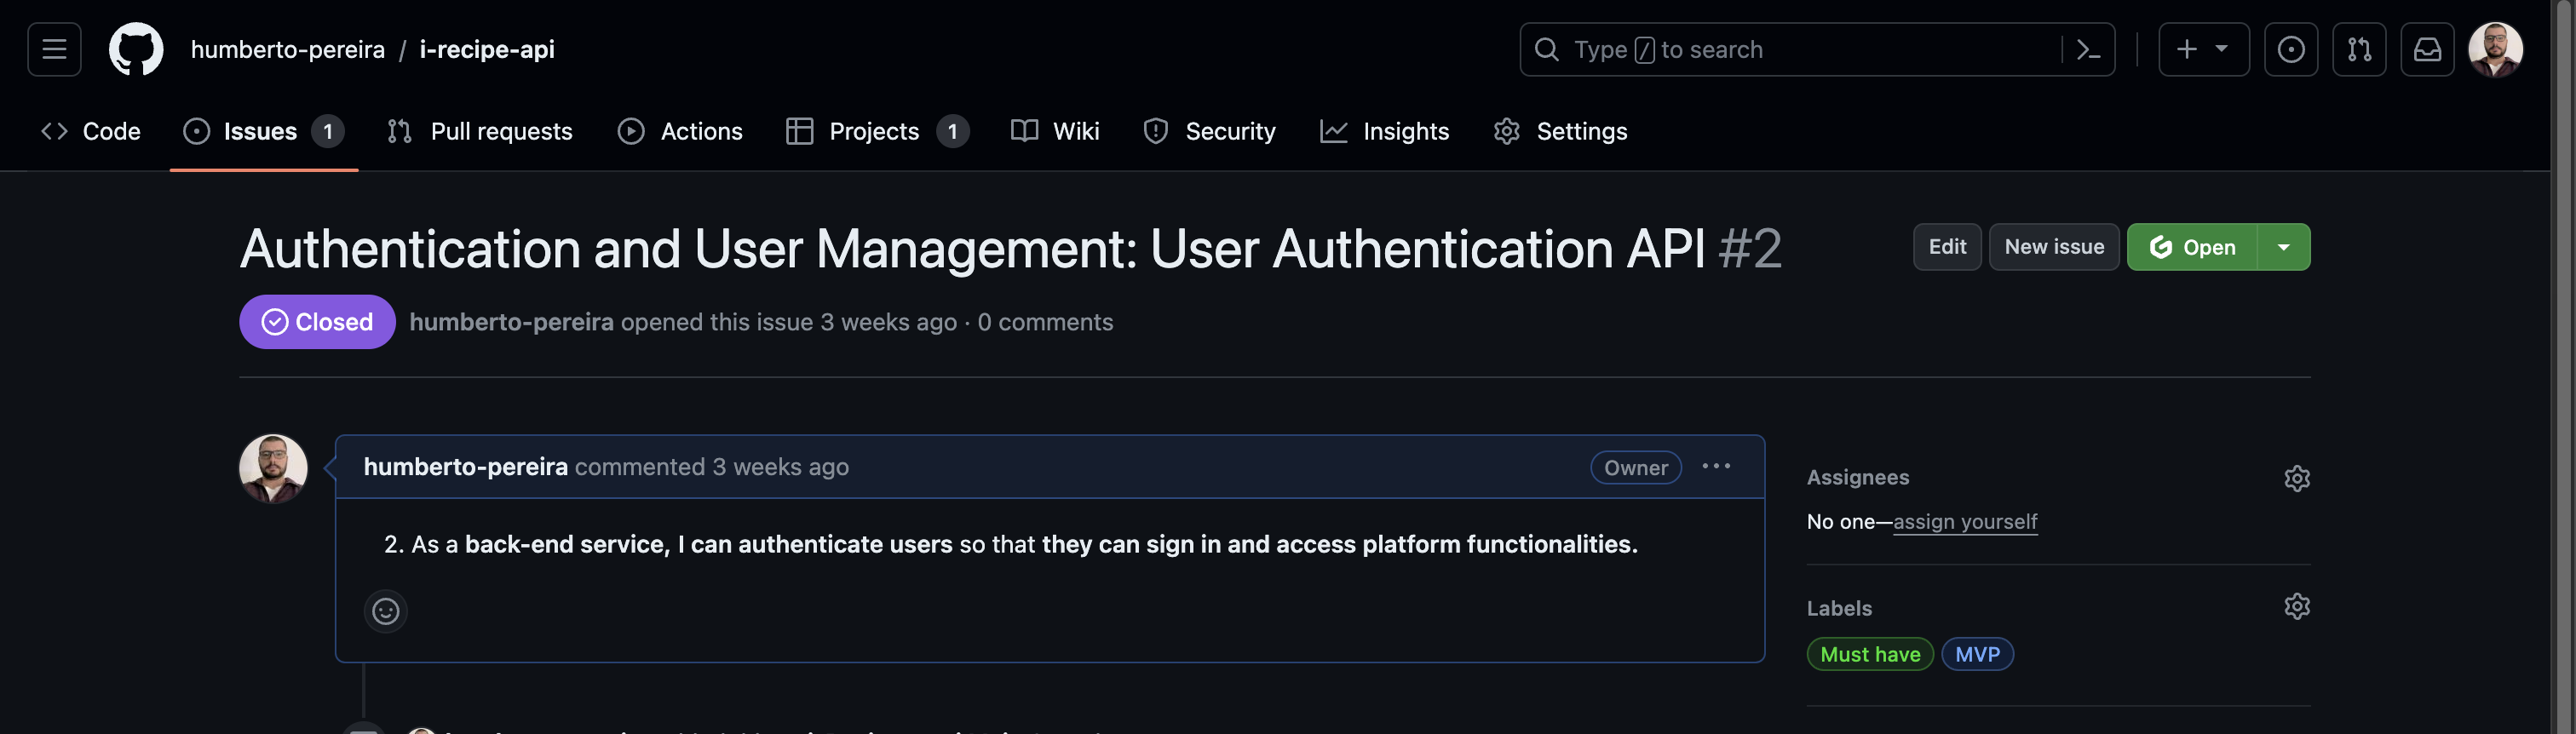 humberto-pereira / i-recipe-api
Type / to search
Code
Issues 1
Pull requests
Actions
Projects 1
Wiki
Security
Insights
Settings
Authentication and User Management: User Authentication API #2
Edit
New issue
Open
Closed
humberto-pereira opened this issue 3 weeks ago · 0 comments
humberto-pereira commented 3 weeks ago
Owner
2. As a back-end service, I can authenticate users so that they can sign in and access platform functionalities.
Assignees
No one—assign yourself
Labels
Must have
MVP